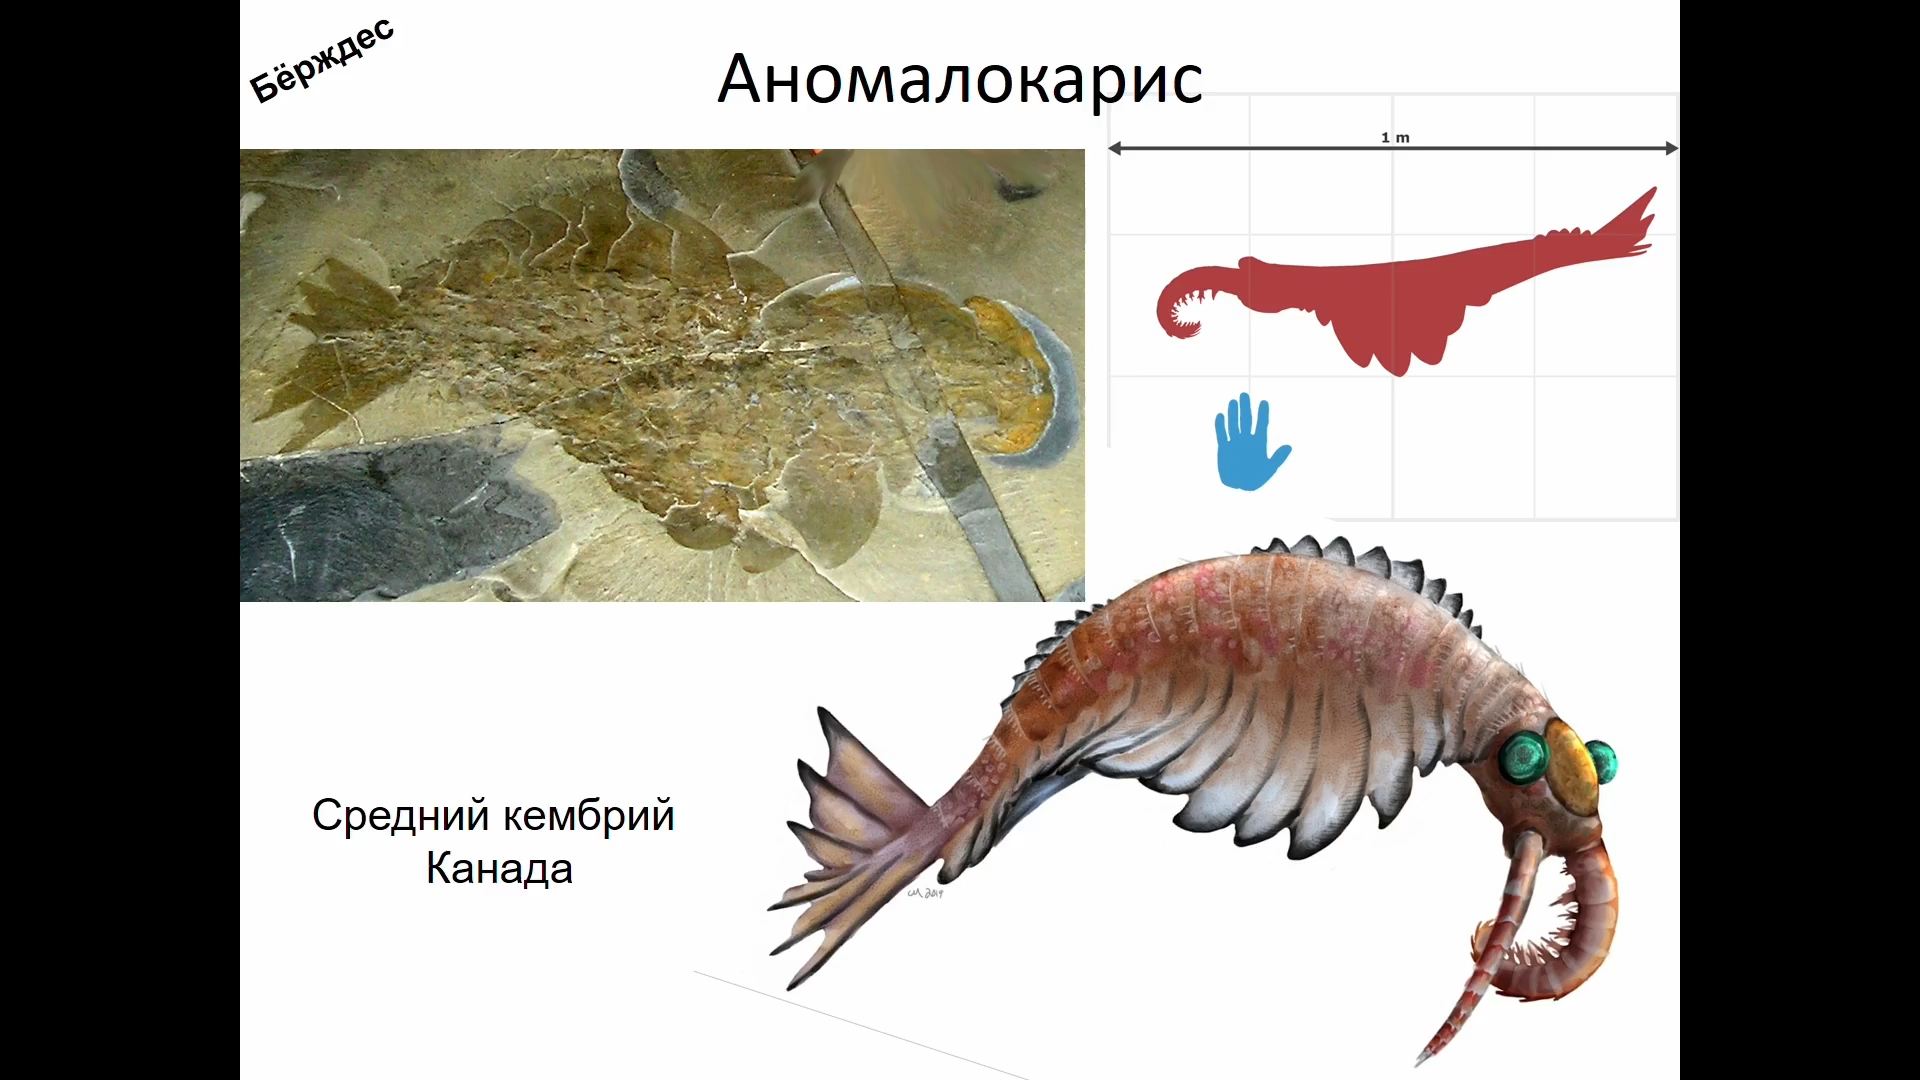 Бёрждес
Аномалокарис
1 m
Средний кембрий
Канада